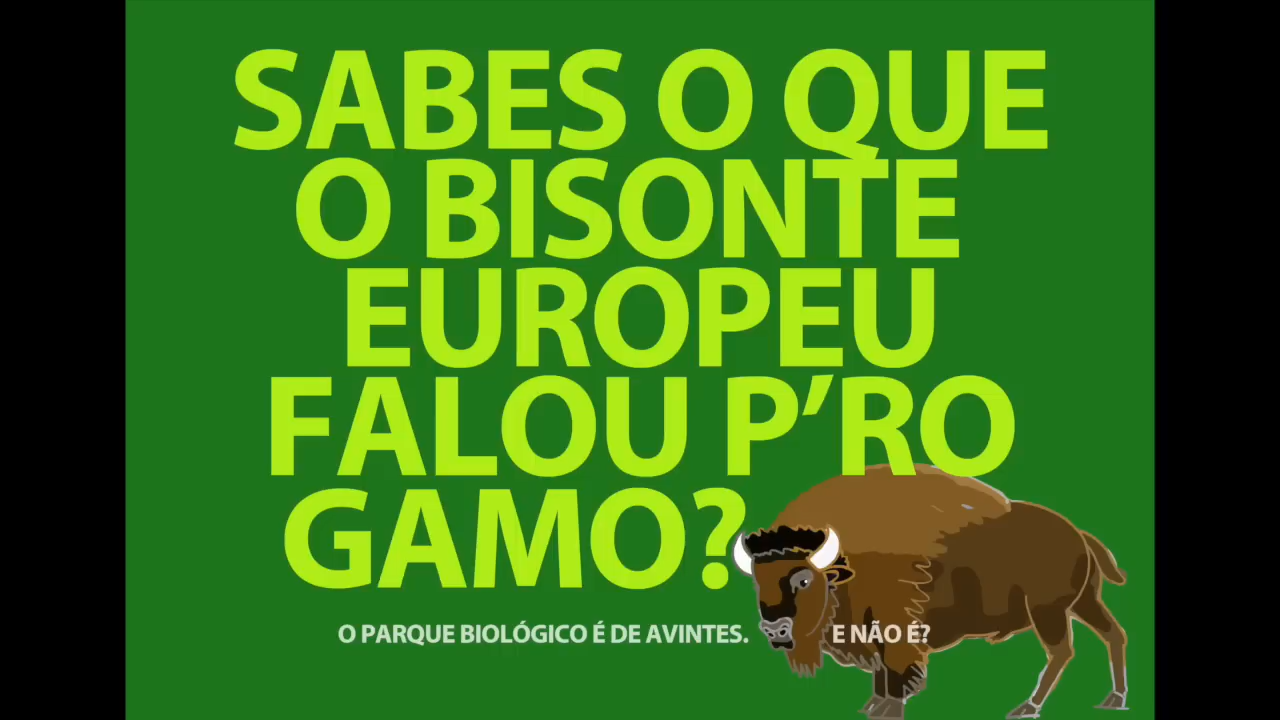 SABES O QUE
O BISONTE
EUROPEU
FALOU P’RO
GAMO?
O PARQUE BIOLÓGICO É DE AVINTES. E NÃO É?